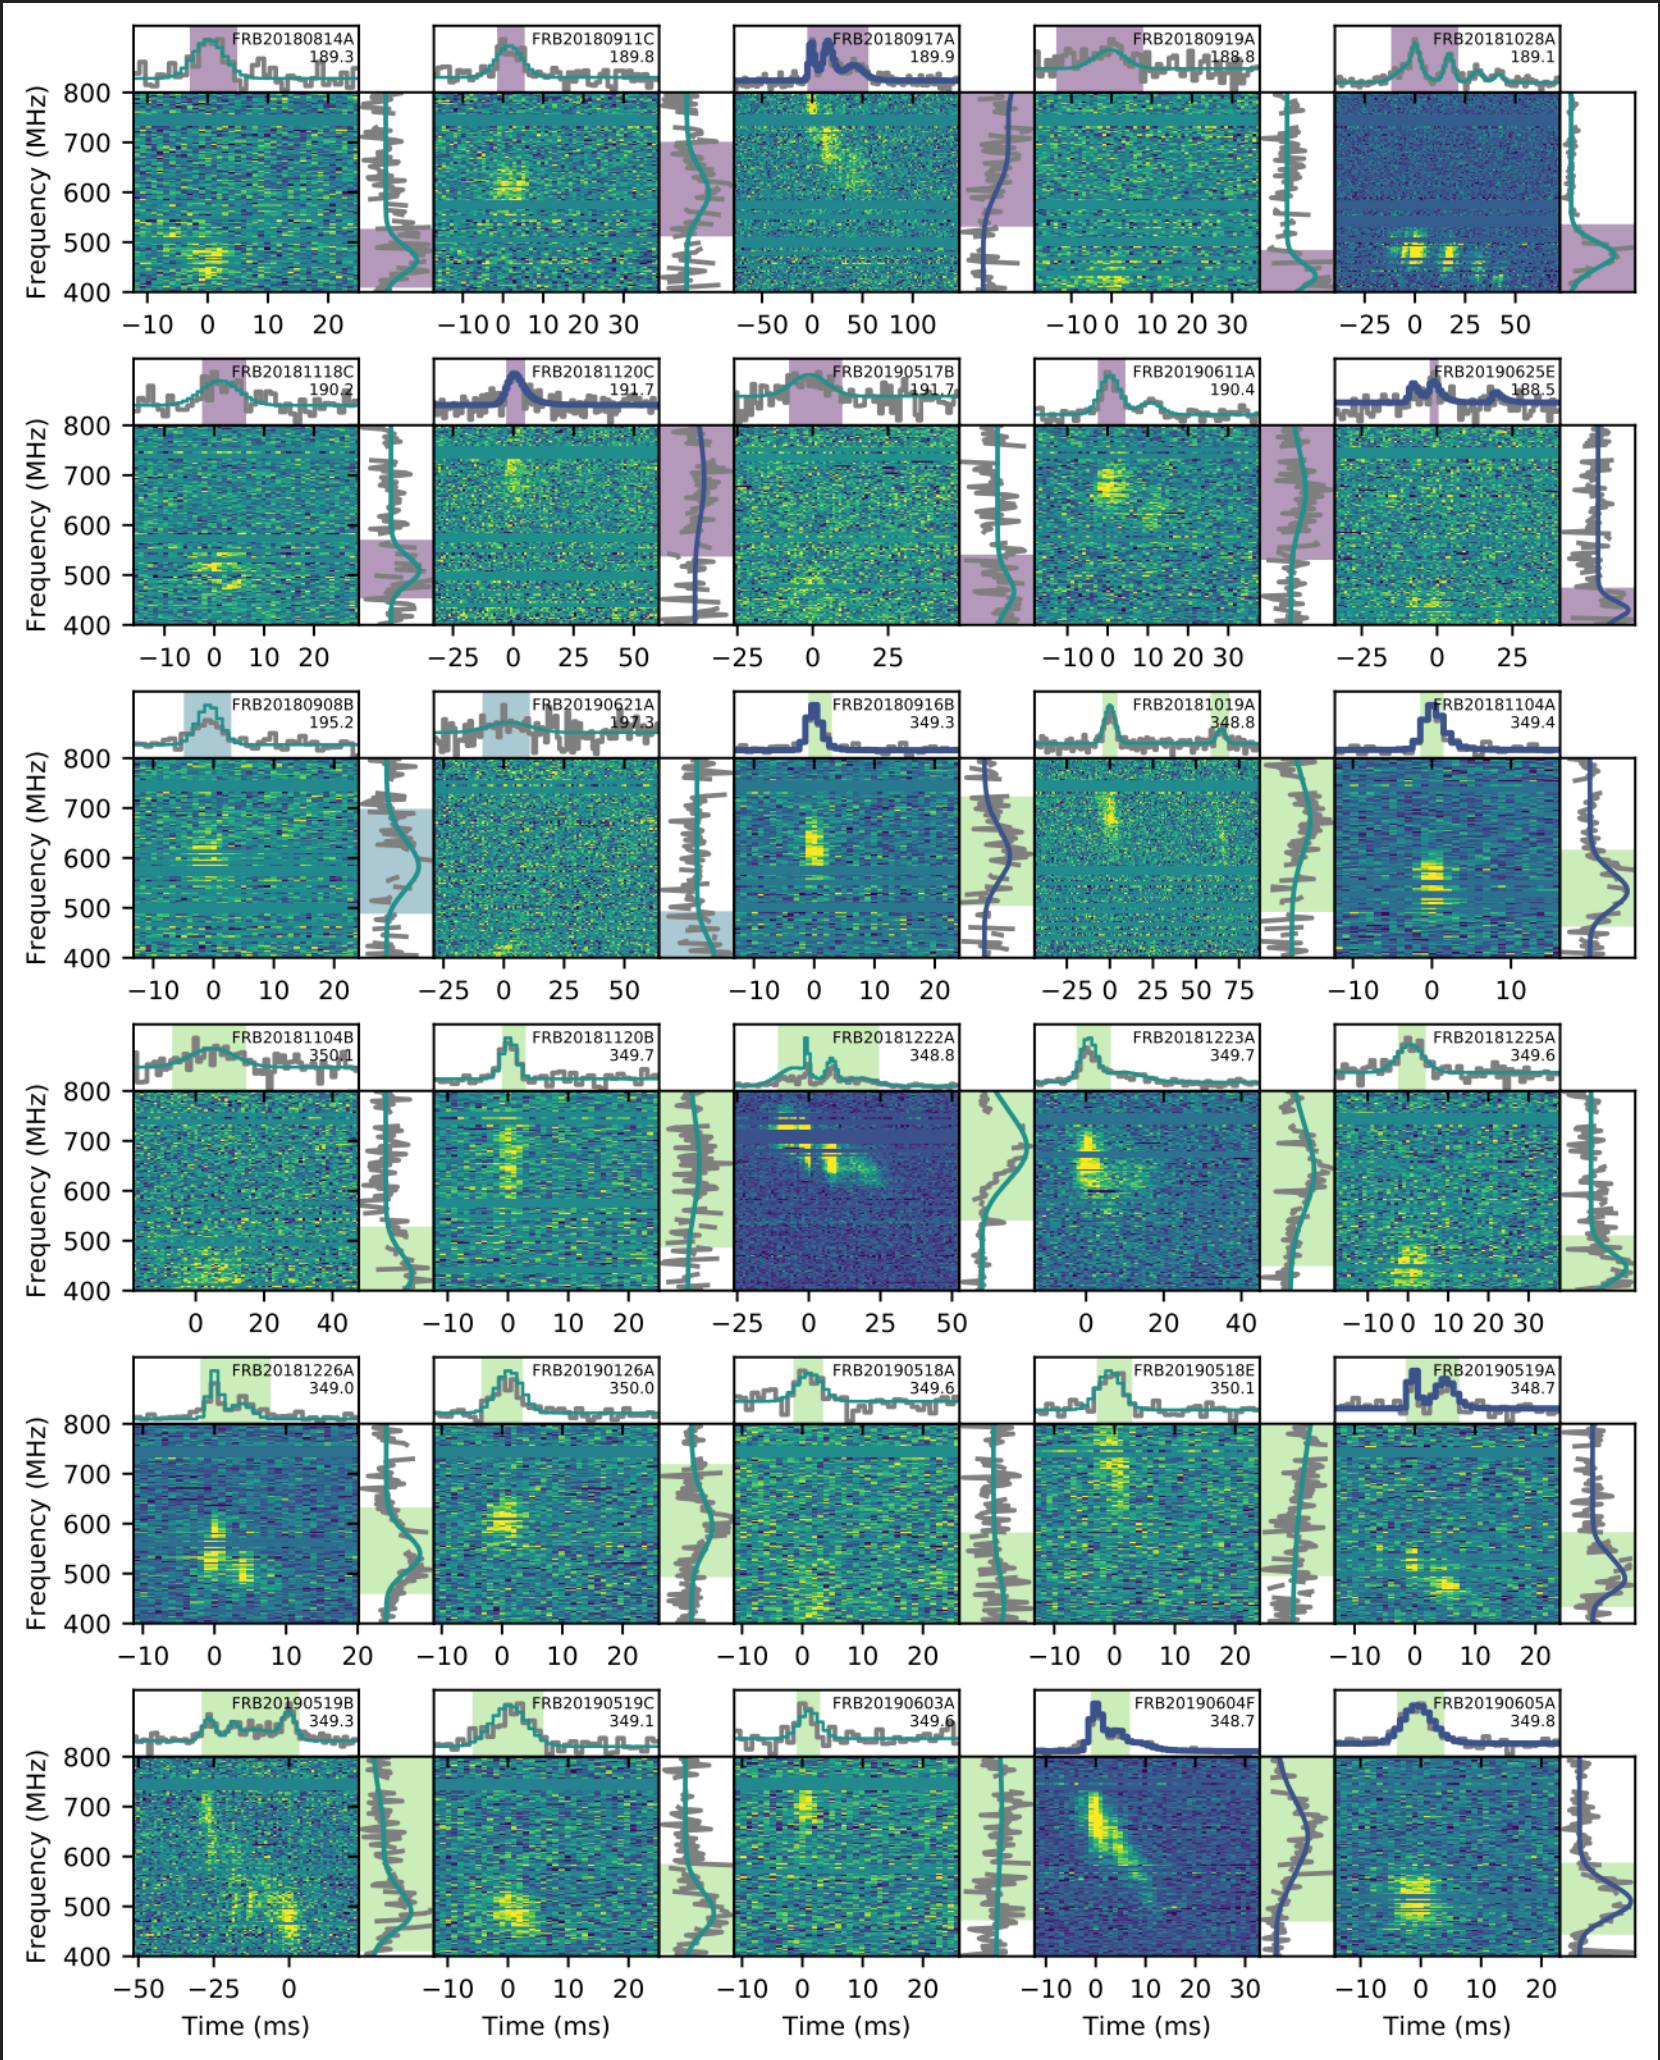 FRB20180814A
189.3
FRB20180911C
189.8
FRB20180917A
189.9
FRB20180919A
188.8
FRB20181028A
189.1
Frequency (MHz)
800
700
600
500
400
−10 0 10 20
−10 0 10 20 30
−50 0 50 100
−10 0 10 20 30
−25 0 25 50
FRB20181118C
190.2
FRB20181120C
191.7
FRB20190517B
191.7
FRB20190611A
190.4
FRB20190625E
188.5
Frequency (MHz)
800
700
600
500
400
−10 0 10 20
−25 0 25 50
−25 0 25
−10 0 10 20 30
−25 0 25
FRB20180908B
195.2
FRB20190621A
197.3
FRB20180916B
349.3
FRB20181019A
348.8
FRB20181104A
349.4
Frequency (MHz)
800
700
600
500
400
−10 0 10 20
−25 0 25 50
−10 0 10 20
−25 0 25 50 75
−10 0 10
FRB20181104B
350.1
FRB20181120B
349.7
FRB20181222A
348.8
FRB20181223A
349.7
FRB20181225A
349.6
Frequency (MHz)
800
700
600
500
400
0 20 40
−10 0 10 20
−25 0 25 50
0 20 40
−10 0 10 20 30
FRB20181226A
349.0
FRB20190126A
350.0
FRB20190518A
349.6
FRB20190518E
350.1
FRB20190519A
348.7
Frequency (MHz)
800
700
600
500
400
−10 0 10 20
−10 0 10 20
−10 0 10 20
−10 0 10 20
−10 0 10 20
FRB20190519B
349.3
FRB20190519C
349.1
FRB20190603A
349.6
FRB20190604F
348.7
FRB20190605A
349.8
Frequency (MHz)
800
700
600
500
400
−50 −25 0
−10 0 10 20
−10 0 10 20
−10 0 10 20 30
−10 0 10 20
Time (ms)
Time (ms)
Time (ms)
Time (ms)
Time (ms)